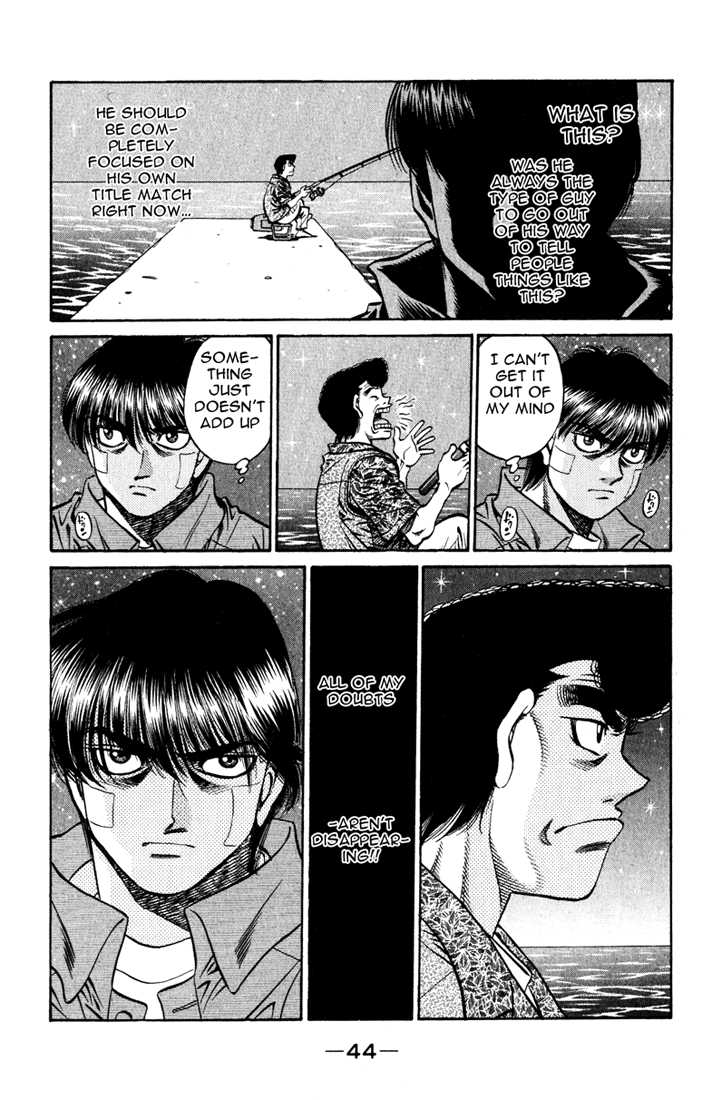 WHAT IS
THIS?
WAS HE
ALWAYS THE
TYPE OF GUY
TO GO OUT
OF HIS WAY
TO TELL
PEOPLE
THINGS LIKE
THIS?
HE SHOULD
BE COM-
PLETELY
FOCUSED ON
HIS OWN
TITLE MATCH
RIGHT NOW...
I CAN'T
GET IT
OUT OF
MY MIND
SOME-
THING
JUST
DOESN'T
ADD UP
ALL OF MY
DOUBTS
-AREN'T
DISAPPEAR-
ING!!
—44—